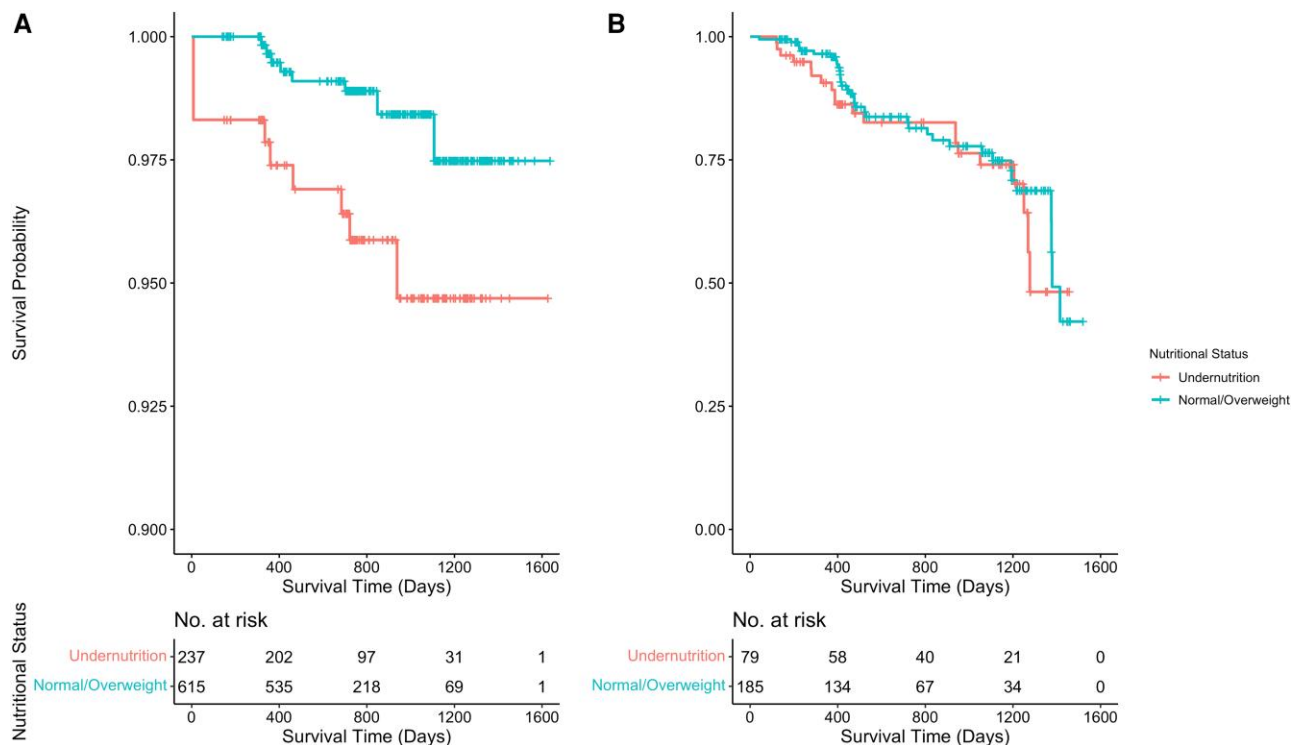 A
B
Survival Probability
1.000
0.975
0.950
0.925
0.900
0 400 800 1200 1600
Survival Time (Days)
1.00
0.75
0.50
0.25
0.00
0 400 800 1200 1600
Survival Time (Days)
Nutritional Status
Undernutrition
Normal/Overweight
Nutritional Status
No. at risk
Undernutrition 237 202 97 31 1
Normal/Overweight 615 535 218 69 1
0 400 800 1200 1600
Survival Time (Days)
No. at risk
Undernutrition 79 58 40 21 0
Normal/Overweight 185 134 67 34 0
0 400 800 1200 1600
Survival Time (Days)